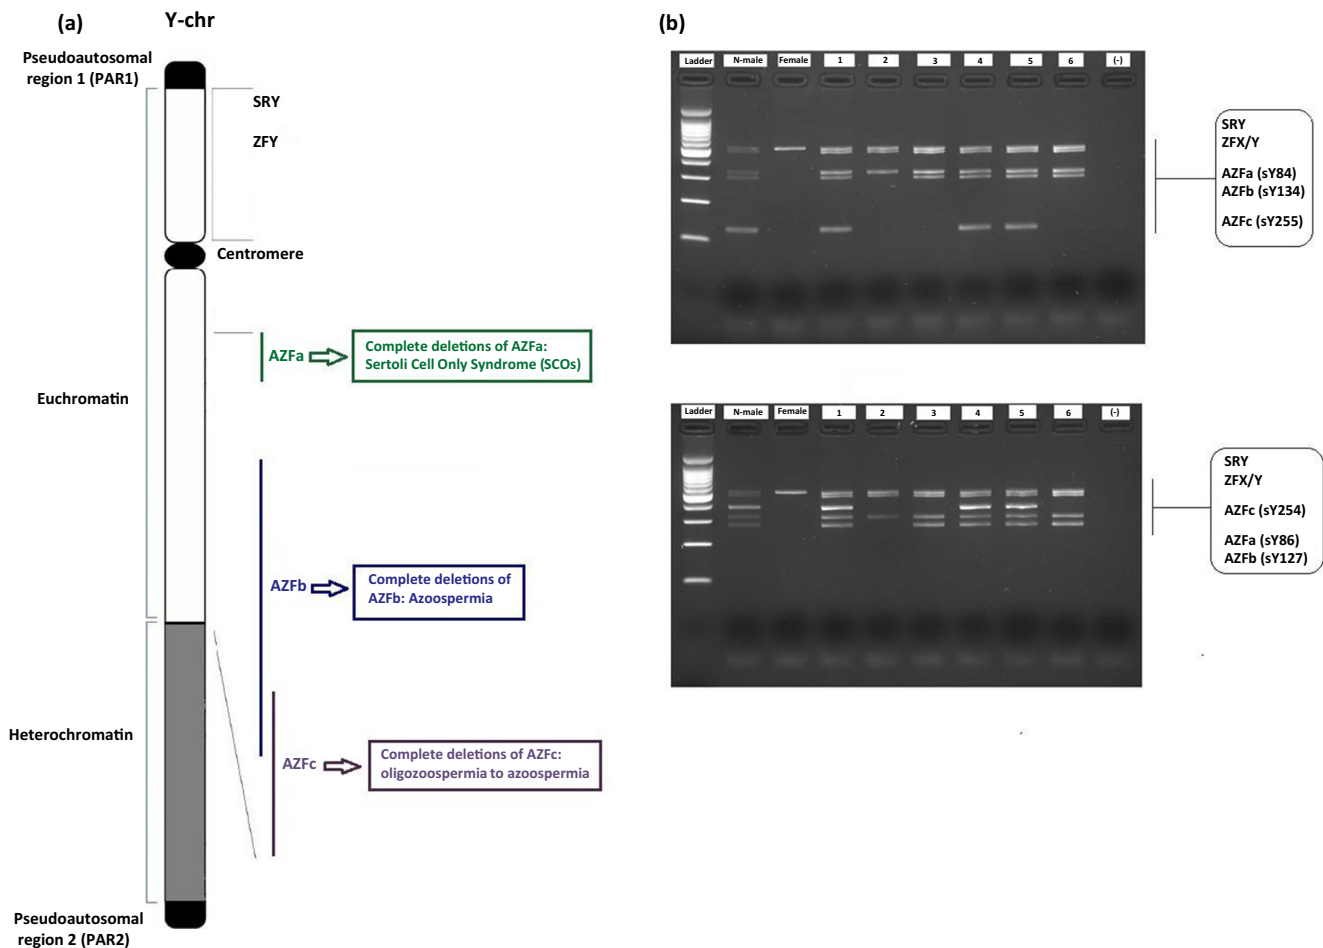 (a)
Y-chr
Pseudoautosomal
region 1 (PAR1)
SRY
ZFY
Centromere
Euchromatin
AZFa
Complete deletions of AZFa:
Sertoli Cell Only Syndrome (SCOs)
AZFb
Complete deletions of
AZFb: Azoospermia
Heterochromatin
AZFc
Complete deletions of AZFc:
oligozoospermia to azoospermia
Pseudoautosomal
region 2 (PAR2)
(b)
Ladder N-male Female 1 2 3 4 5 6 (-)
SRY
ZFX/Y
AZFa (sY84)
AZFb (sY134)
AZFc (sY255)
Ladder N-male Female 1 2 3 4 5 6 (-)
SRY
ZFX/Y
AZFc (sY254)
AZFa (sY86)
AZFb (sY127)